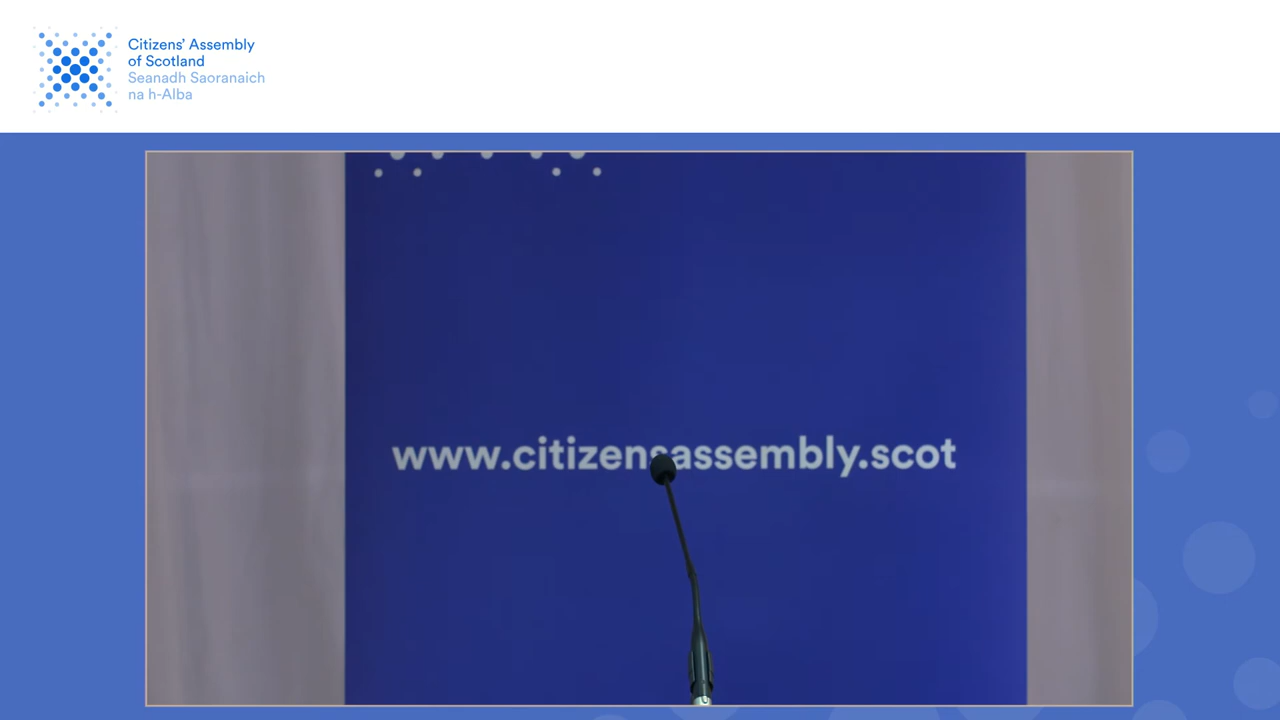 Citizens’ Assembly
of Scotland
Seanadh Saoranaich
na h-Alba
www.citizensassembly.scot